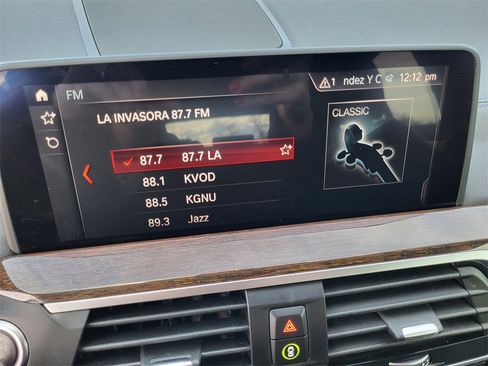 FM
⚠1 ndez Y C 12:12 pm
LA INVASORA 87.7 FM
CLASSIC
87.7 87.7 LA
88.1 KVOD
88.5 KGNU
89.3 Jazz